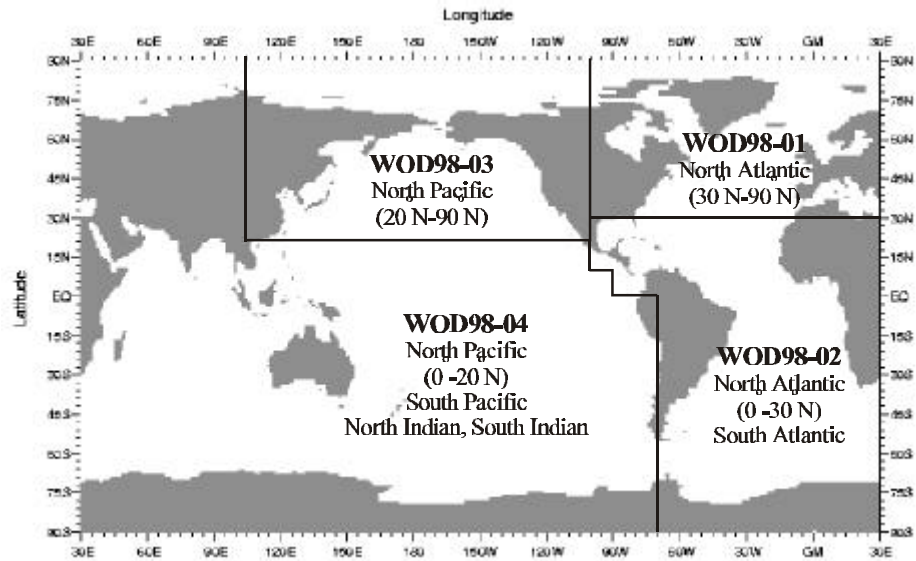 Longitude
30E 60E 90E 120E 150E 180 150W 120W 90W 60W 30W GM 30E
90N 90N
75N 75N
60N 60N
45N 45N
30N 30N
15N 15N
EQ EQ
15S 15S
30S 30S
45S 45S
60S 60S
75S 75S
90S 90S
Latitude
WOD98-03
North Pacific
(20 N-90 N)
WOD98-01
North Atlantic
(30 N-90 N)
WOD98-04
North Pacific
(0 -20 N)
South Pacific
North Indian, South Indian
WOD98-02
North Atlantic
(0 -30 N)
South Atlantic
30E 60E 90E 120E 150E 180 150W 120W 90W 60W 30W GM 30E